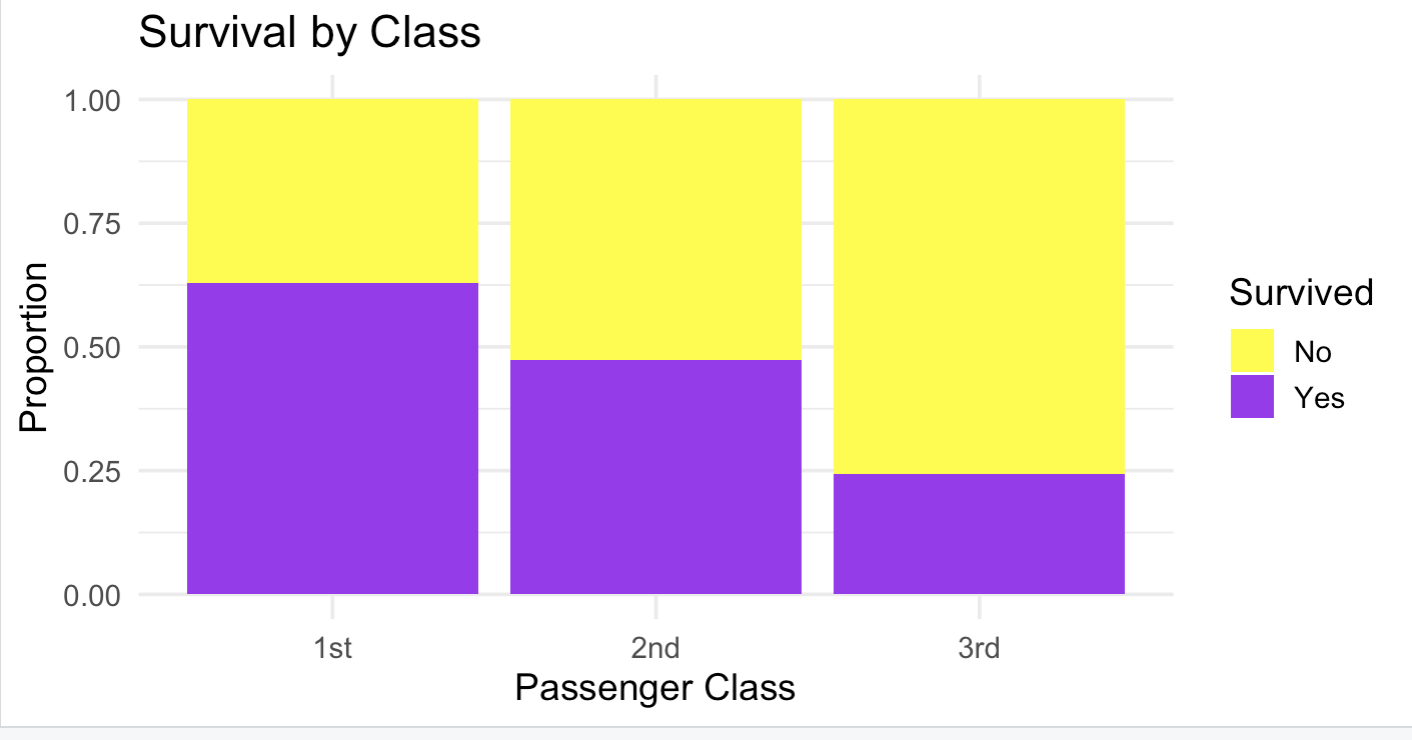 Survival by Class
1.00
0.75
0.50
0.25
0.00
Proportion
1st
2nd
3rd
Passenger Class
Survived
No
Yes